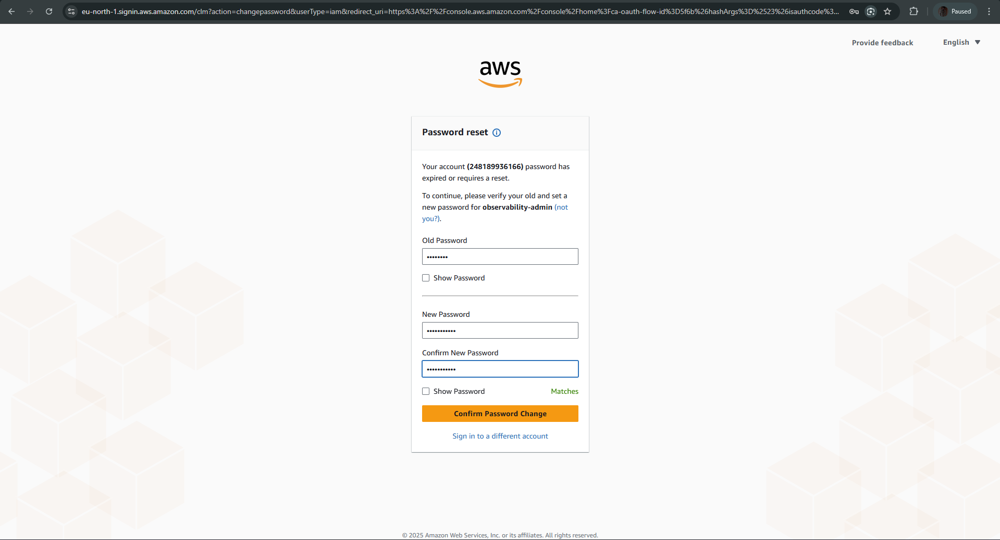 eu-north-1.signin.aws.amazon.com/clm?action=changepassword&userType=iam&redirect_uri=https%3A%2F%2Fconsole.aws.amazon.com%2Fconsole%2Fhome%3Fca-oauth-flow-id%3D5f6b%26hashArgs%3D%2523%26isauthcode%3...
Paused
Provide feedback
English
aws
Password reset
Your account (248189936166) password has
expired or requires a reset.
To continue, please verify your old and set a
new password for observability-admin (not
you?).
Old Password
••••••••
Show Password
New Password
•••••••••••
Confirm New Password
•••••••••••
Show Password
Matches
Confirm Password Change
Sign in to a different account
© 2025 Amazon Web Services, Inc. or its affiliates. All rights reserved.